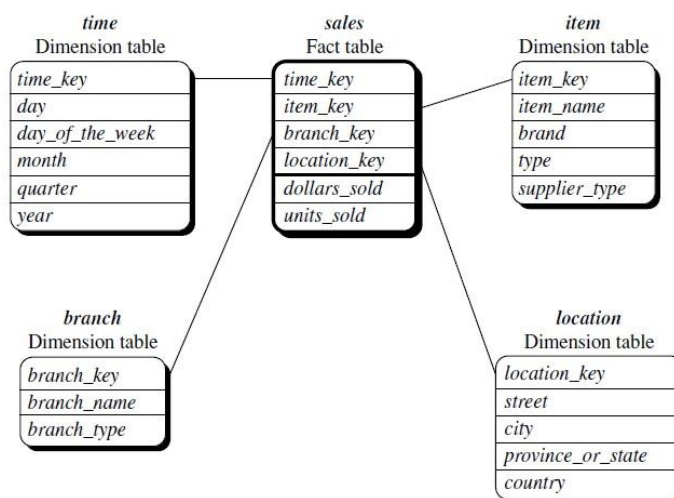 time
Dimension table
time_key
day
day_of_the_week
month
quarter
year
sales
Fact table
time_key
item_key
branch_key
location_key
dollars_sold
units_sold
item
Dimension table
item_key
item_name
brand
type
supplier_type
branch
Dimension table
branch_key
branch_name
branch_type
location
Dimension table
location_key
street
city
province_or_state
country